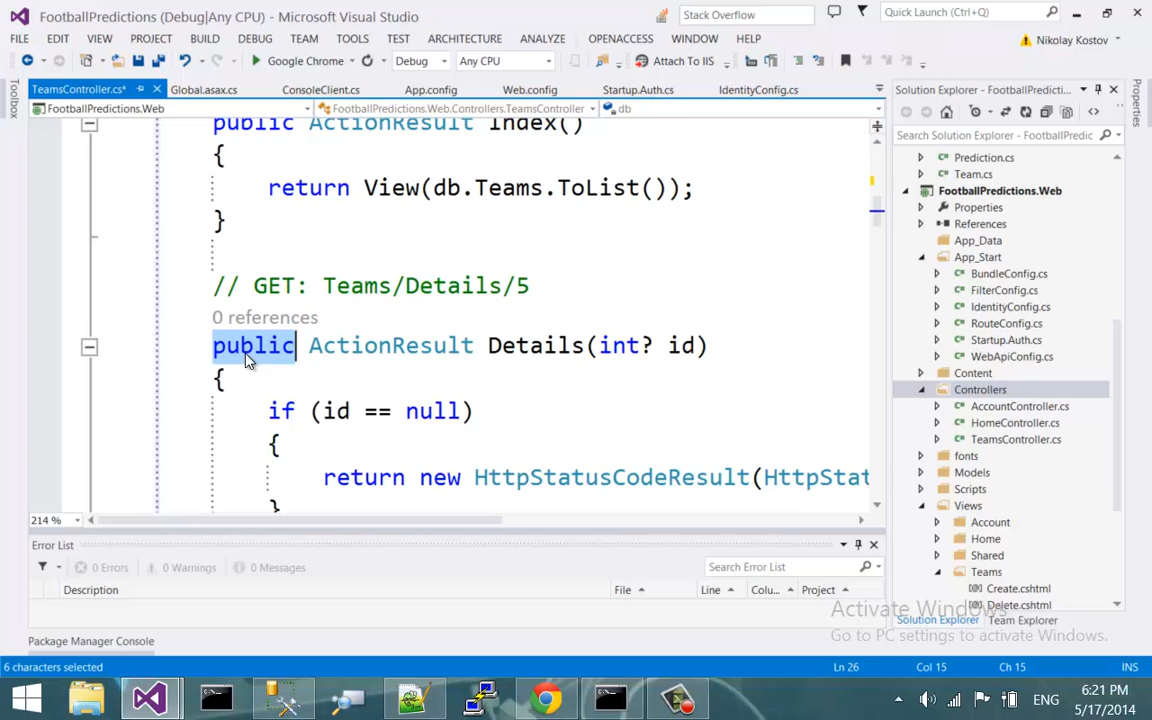 FootballPredictions (Debug|Any CPU) - Microsoft Visual Studio
Stack Overflow
Quick Launch (Ctrl+Q)
FILE EDIT VIEW PROJECT BUILD DEBUG TEAM TOOLS TEST ARCHITECTURE ANALYZE OPENACCESS WINDOW HELP
Nikolay Kostov
Google Chrome
Debug
Any CPU
Attach To IIS
Toolbox
TeamsController.cs*
Global.asax.cs
ConsoleClient.cs
App.config
Web.config
Startup.Auth.cs
IdentityConfig.cs
FootballPredictions.Web
FootballPredictions.Web.Controllers.TeamsController
db
public ActionResult Index()
{
return View(db.Teams.ToList());
}
// GET: Teams/Details/5
0 references
public ActionResult Details(int? id)
{
if (id == null)
{
return new HttpStatusCodeResult(HttpStat
}
214 %
Solution Explorer - FootballPredicti...
Search Solution Explorer - FootballPredic
Prediction.cs
Team.cs
FootballPredictions.Web
Properties
References
App_Data
App_Start
BundleConfig.cs
FilterConfig.cs
IdentityConfig.cs
RouteConfig.cs
Startup.Auth.cs
WebApiConfig.cs
Content
Controllers
AccountController.cs
HomeController.cs
TeamsController.cs
fonts
Models
Scripts
Views
Account
Home
Shared
Teams
Create.cshtml
Delete.cshtml
Solution Explorer
Team Explorer
Properties
Error List
0 Errors
0 Warnings
0 Messages
Search Error List
Description
File
Line
Colu...
Project
Activate Windows
Go to PC settings to activate Windows.
Package Manager Console
6 characters selected
Ln 26
Col 15
Ch 15
INS
ENG
6:21 PM
5/17/2014